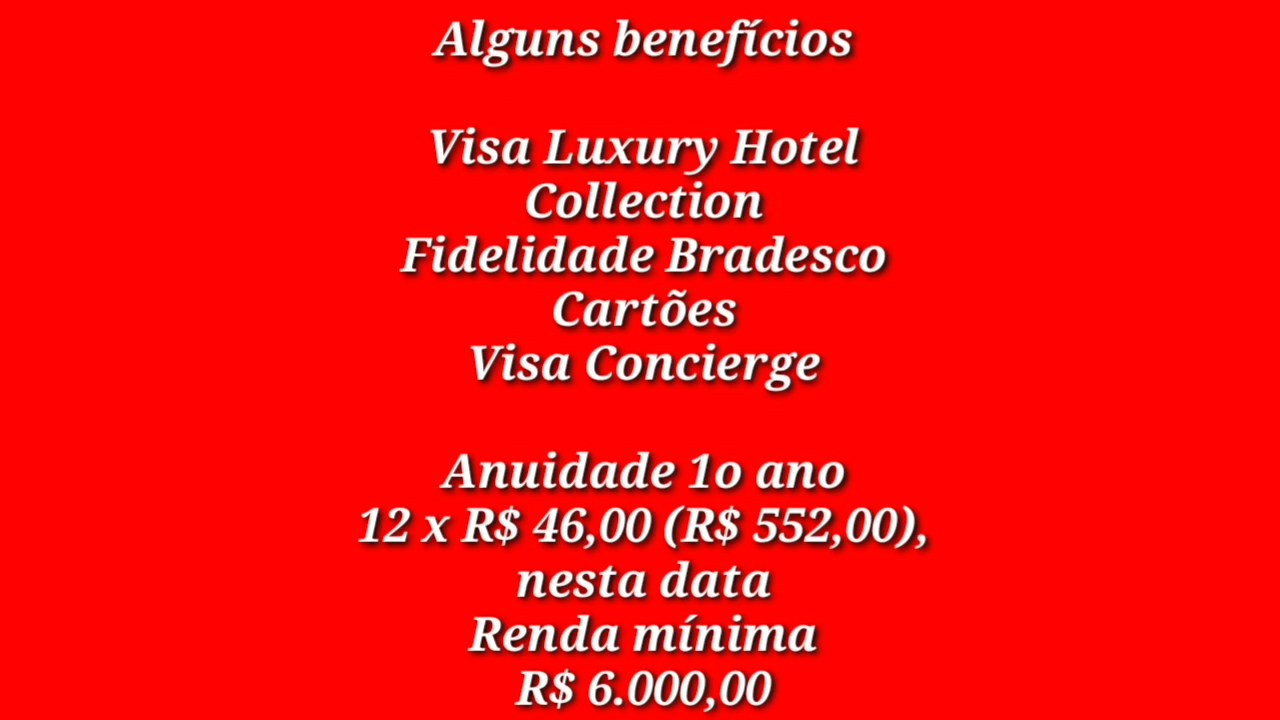 Alguns benefícios
Visa Luxury Hotel
Collection
Fidelidade Bradesco
Cartões
Visa Concierge
Anuidade 1o ano
12 x R$ 46,00 (R$ 552,00),
nesta data
Renda mínima
R$ 6.000,00